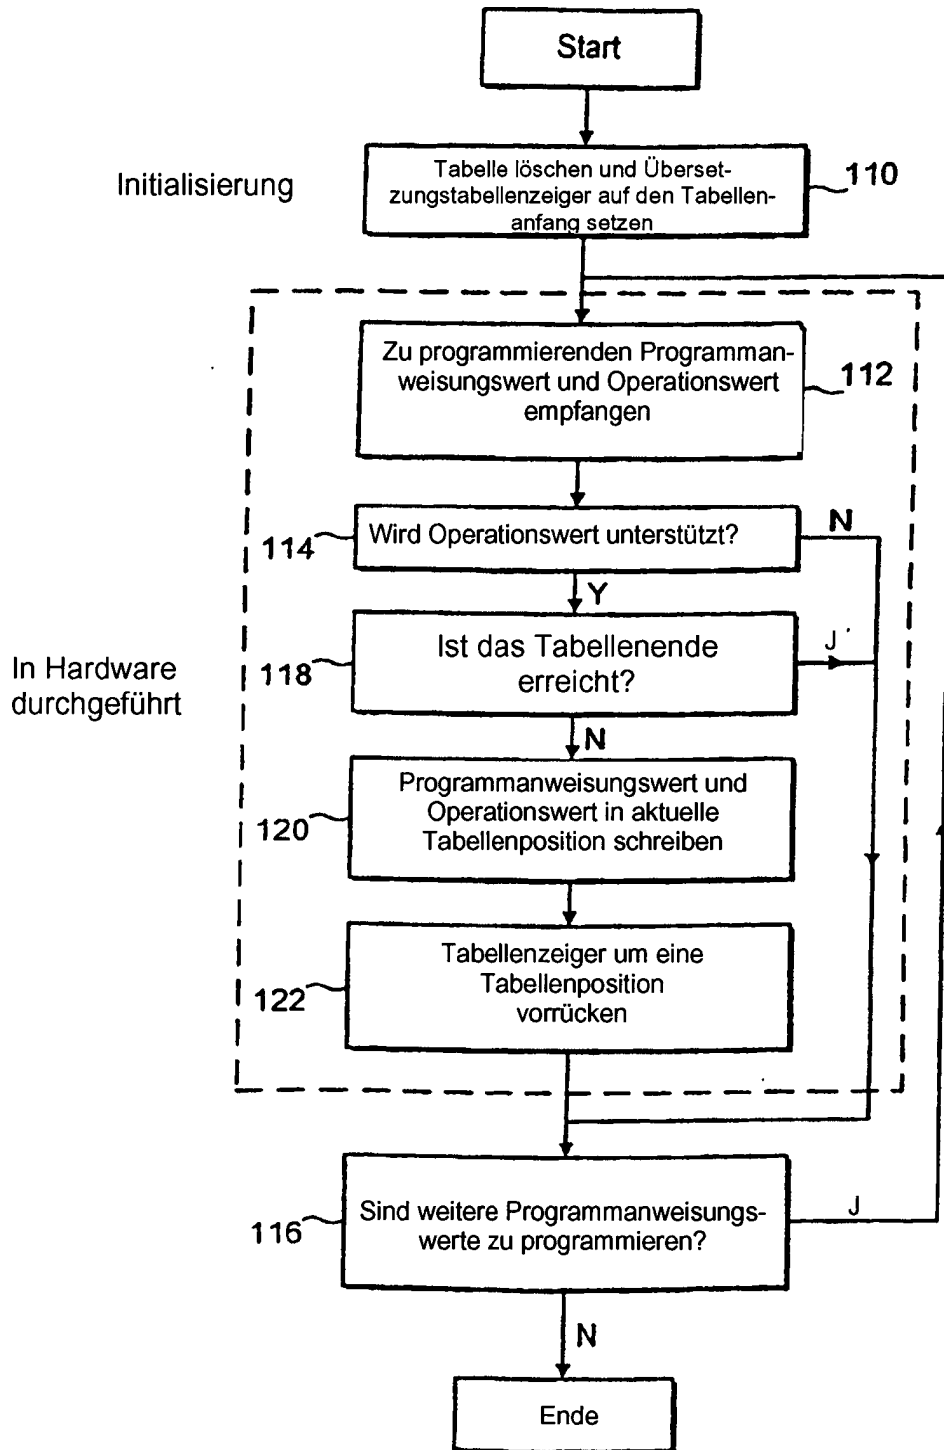 Start
Initialisierung
Tabelle löschen und Überset-
zungstabellenzeiger auf den Tabellen-
anfang setzen
110
Zu programmierenden Programman-
weisungswert und Operationswert
empfangen
112
114
Wird Operationswert unterstützt?
N
Y
In Hardware
durchgeführt
118
Ist das Tabellenende
erreicht?
J
N
120
Programmanweisungswert und
Operationswert in aktuelle
Tabellenposition schreiben
122
Tabellenzeiger um eine
Tabellenposition
vorrücken
116
Sind weitere Programmanweisungs-
werte zu programmieren?
J
N
Ende